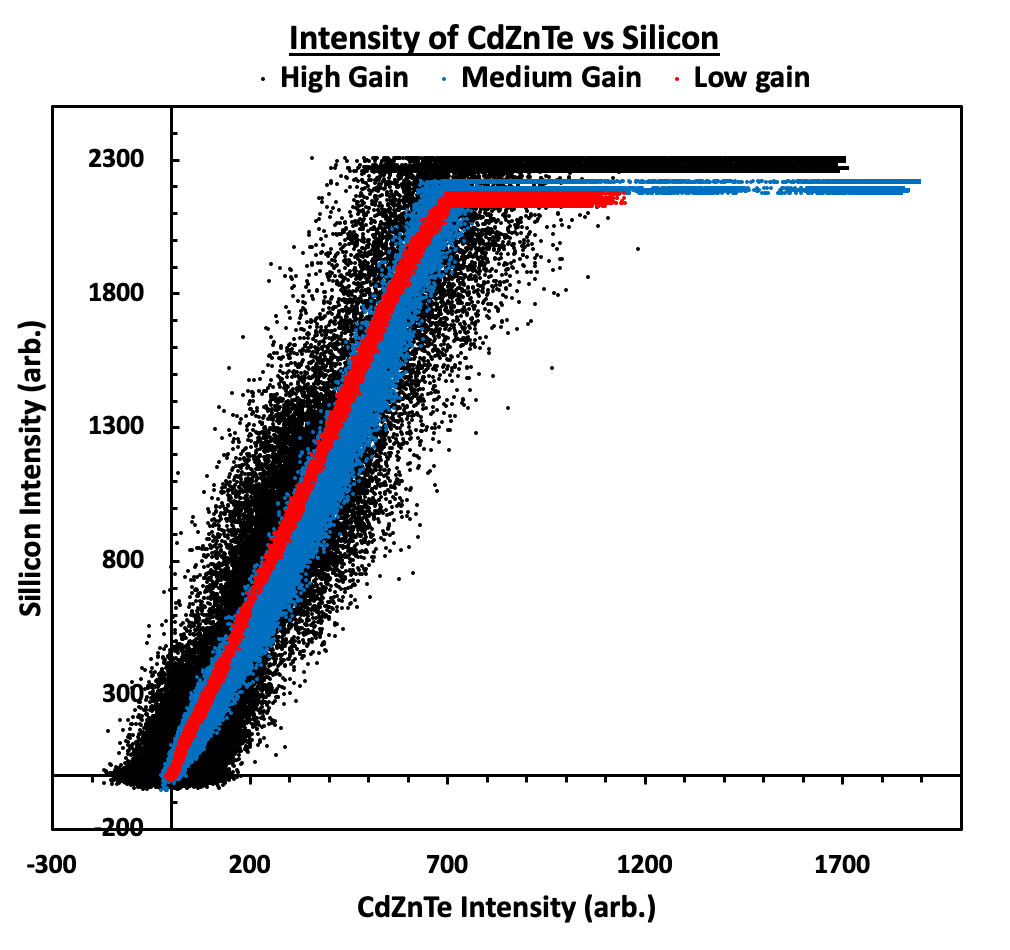 Intensity of CdZnTe vs Silicon
High Gain Medium Gain Low gain
2300
1800
1300
800
300
-200
Sillicon Intensity (arb.)
-300 200 700 1200 1700
CdZnTe Intensity (arb.)